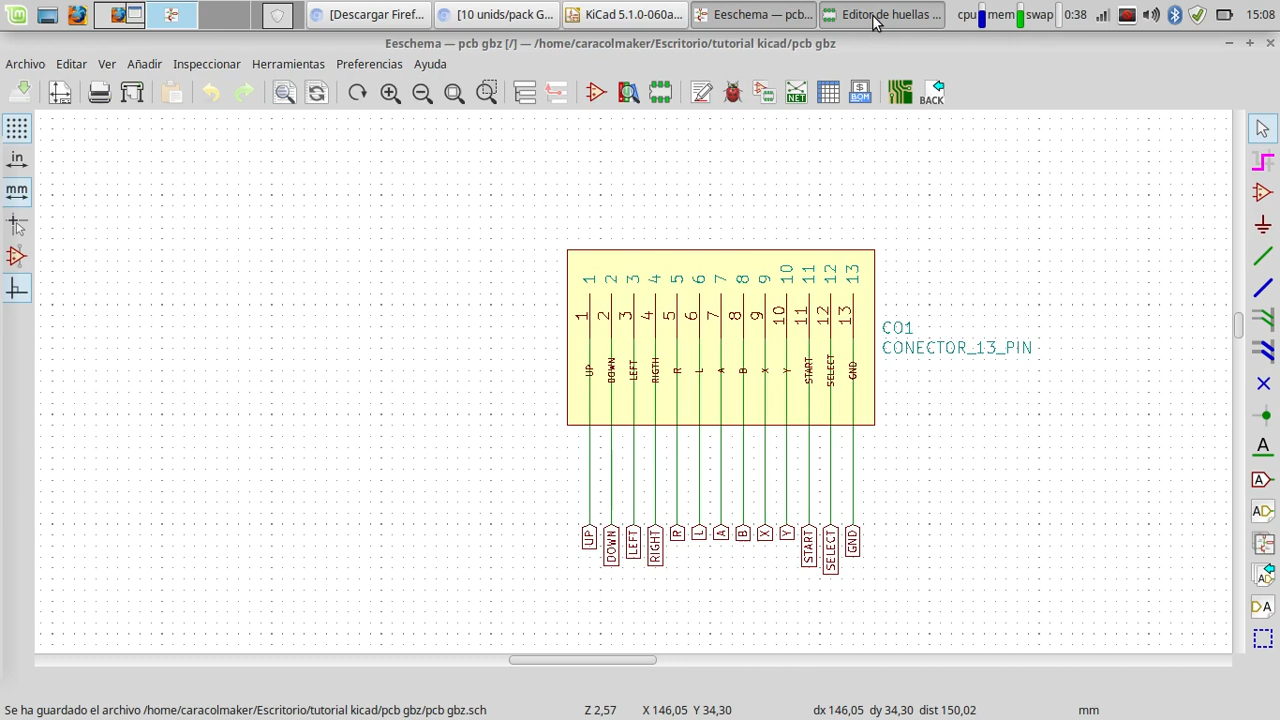 [Descargar Firef...
[10 unids/pack G...
KiCad 5.1.0-060a...
Eeschema — pcb...
Editor de huellas ...
cpu
mem
swap
0:38
15:08
Eeschema — pcb gbz [/] — /home/caracolmaker/Escritorio/tutorial kicad/pcb gbz
Archivo Editar Ver Añadir Inspeccionar Herramientas Preferencias Ayuda
NET
BOM
BACK
in
mm
1 2 3 4 5 6 7 8 9 10 11 12 13
1 2 3 4 5 6 7 8 9 10 11 12 13
CO1
CONECTOR_13_PIN
UP DOWN LEFT RIGTH R L A B X Y START SELECT GND
UP DOWN LEFT RIGHT R L A B X Y START SELECT GND
Se ha guardado el archivo /home/caracolmaker/Escritorio/tutorial kicad/pcb gbz/pcb gbz.sch
Z 2,57
X 146,05 Y 34,30
dx 146,05 dy 34,30 dist 150,02
mm